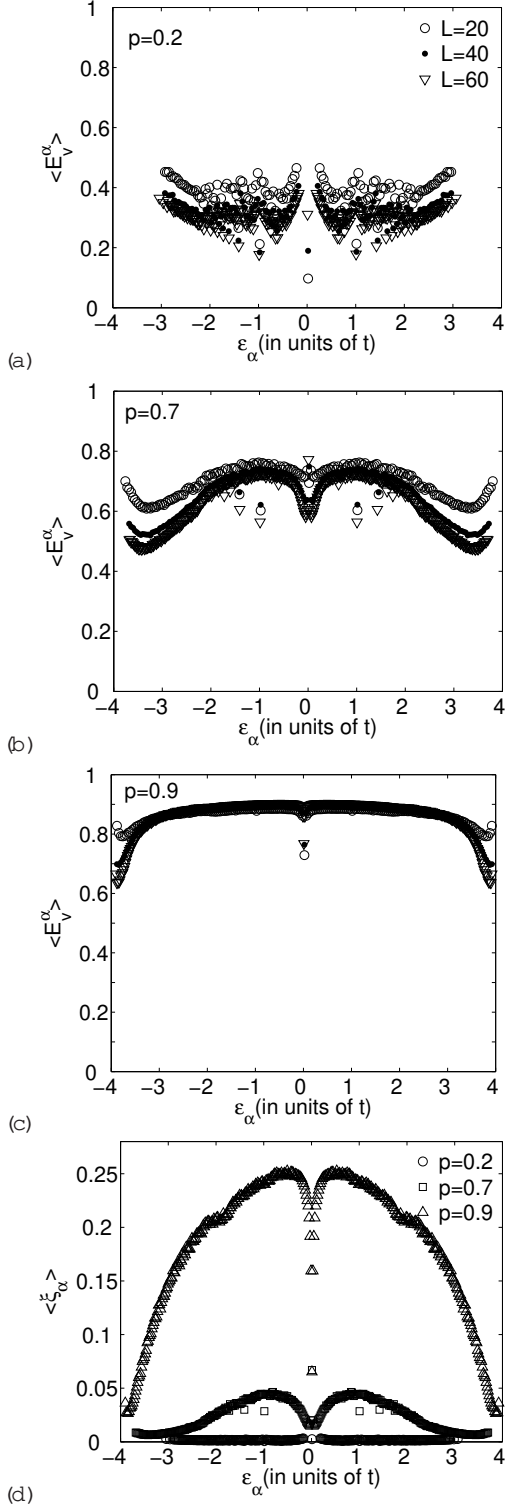 1
p=0.2
L=20
L=40
L=60
0.8
0.6
<E_v^α>
0.4
0.2
0
−4 −3 −2 −1 0 1 2 3 4
ε_α(in units of t)
(a)
1
p=0.7
0.8
0.6
<E_v^α>
0.4
0.2
0
−4 −3 −2 −1 0 1 2 3 4
ε_α(in units of t)
(b)
1
p=0.9
0.8
0.6
<E_v^α>
0.4
0.2
0
−4 −3 −2 −1 0 1 2 3 4
ε_α(in units of t)
(c)
0.25
p=0.2
p=0.7
p=0.9
0.2
0.15
<ξ_α>
0.1
0.05
0
−4 −3 −2 −1 0 1 2 3 4
ε_α(in units of t)
(d)